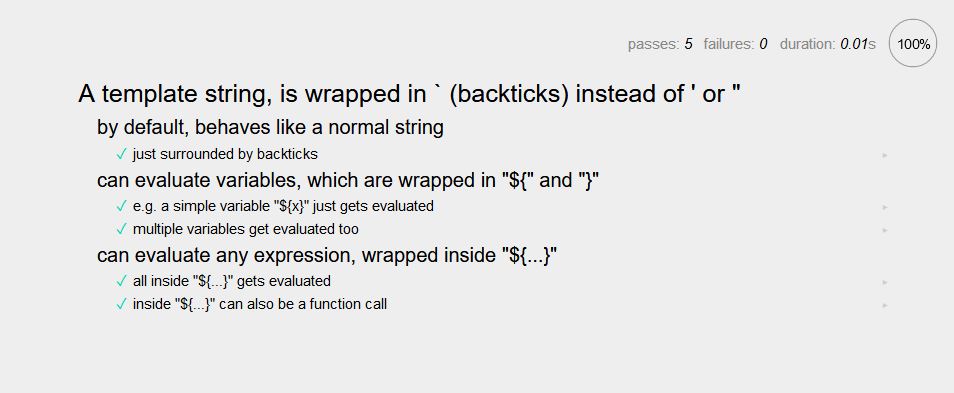 passes: 5 failures: 0 duration: 0.01s 100%
A template string, is wrapped in ` (backticks) instead of ' or "
by default, behaves like a normal string
✓ just surrounded by backticks
can evaluate variables, which are wrapped in "${" and "}"
✓ e.g. a simple variable "${x}" just gets evaluated
✓ multiple variables get evaluated too
can evaluate any expression, wrapped inside "${...}"
✓ all inside "${...}" gets evaluated
✓ inside "${...}" can also be a function call